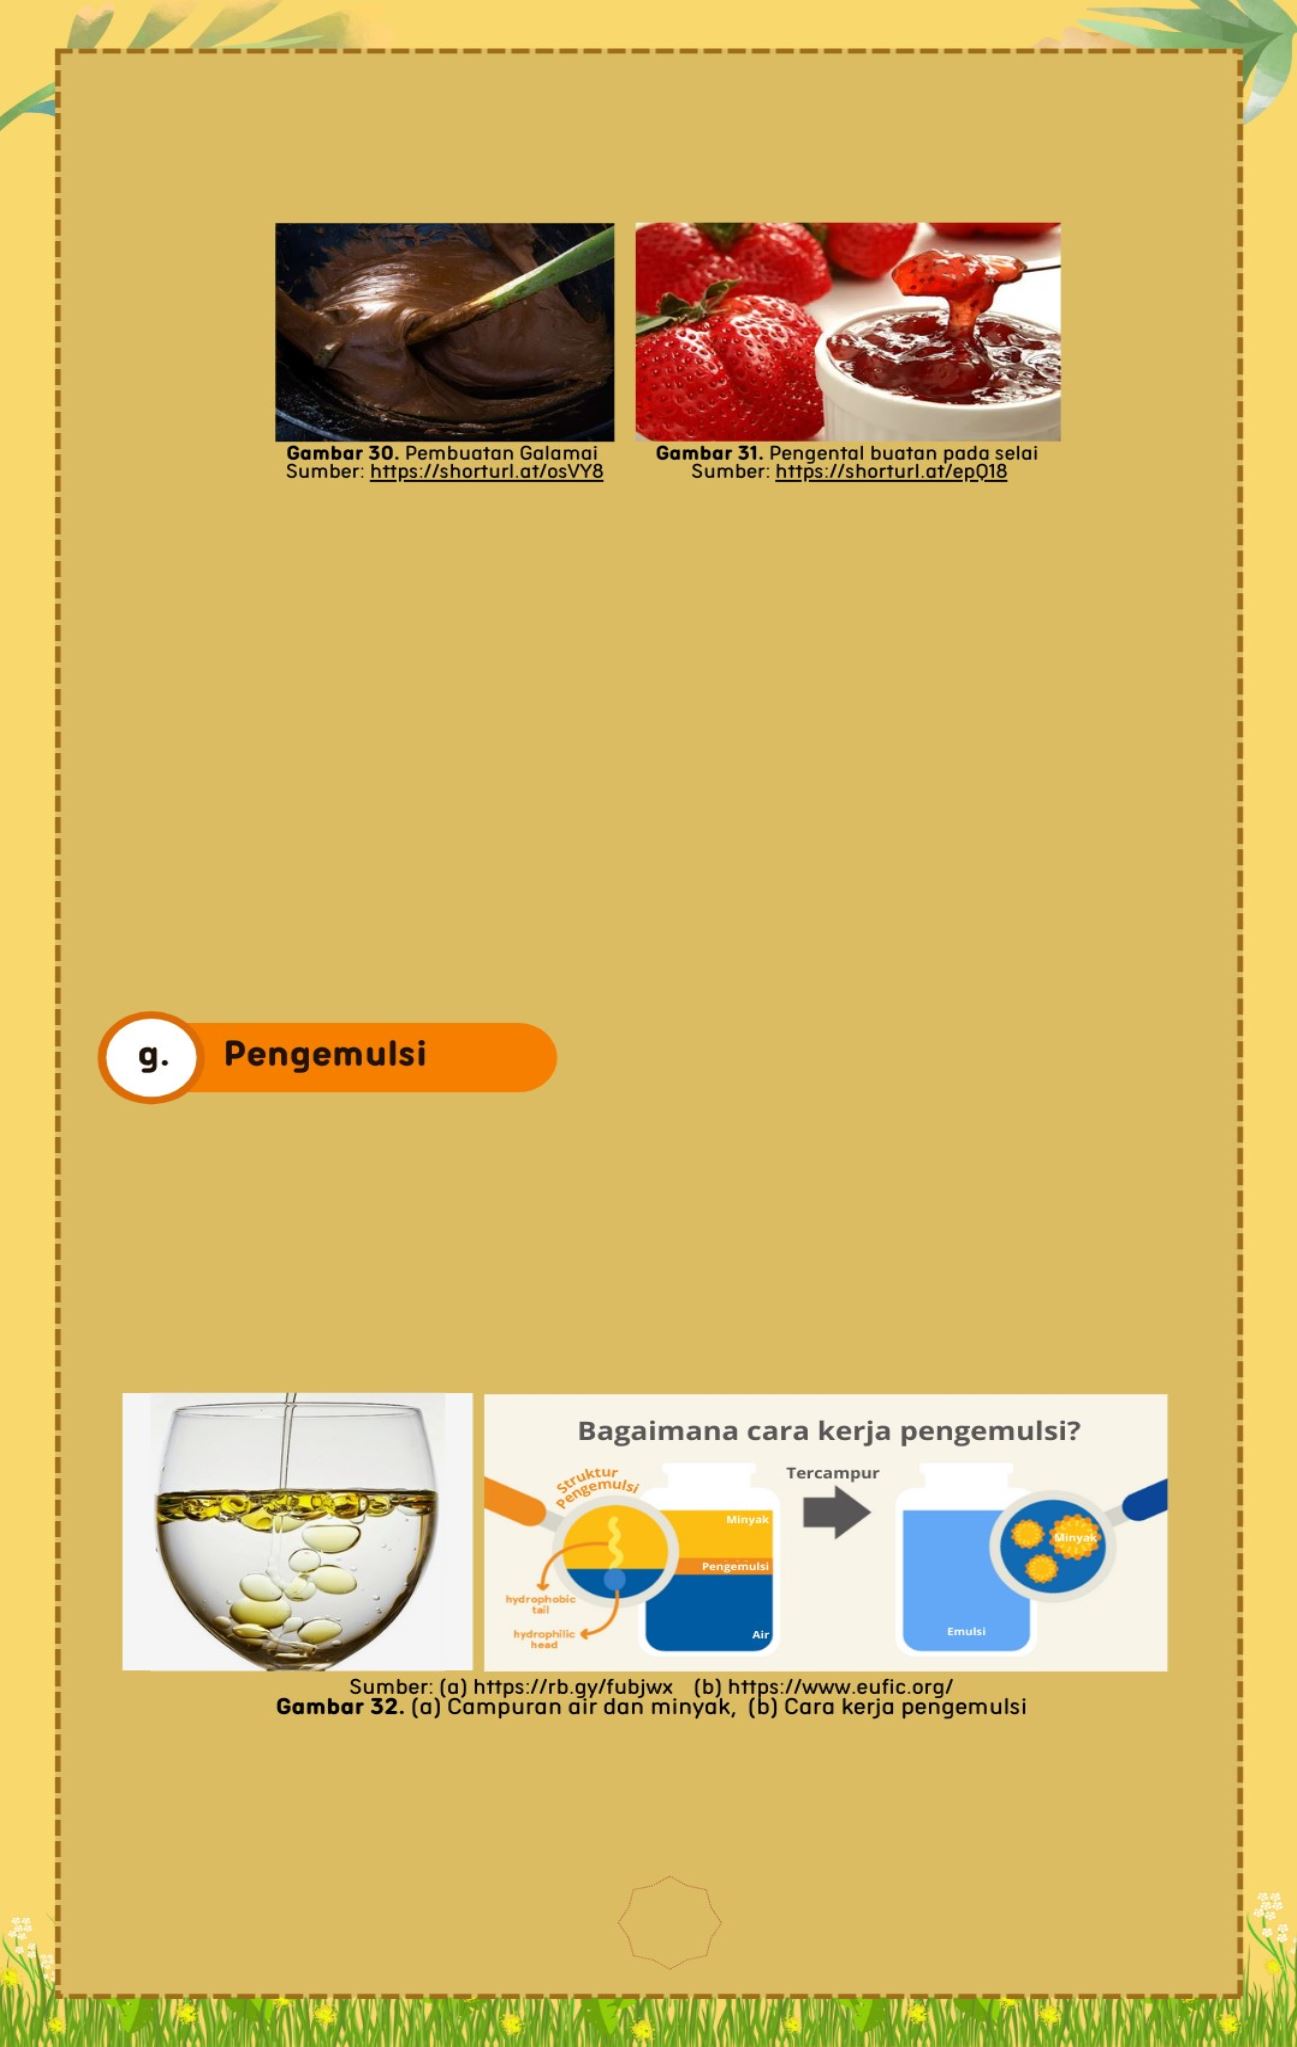 Gambar 30. Pembuatan Galamai
Sumber: https://shorturl.at/osVY8
Gambar 31. Pengental buatan pada selai
Sumber: https://shorturl.at/epQ18
g. Pengemulsi
Bagaimana cara kerja pengemulsi?
Struktur
Pengemulsi
Tercampur
Minyak
Pengemulsi
Air
hydrophobic
tail
hydrophilic
head
Emulsi
Minyak
Sumber: (a) https://rb.gy/fubjwx (b) https://www.eufic.org/
Gambar 32. (a) Campuran air dan minyak, (b) Cara kerja pengemulsi